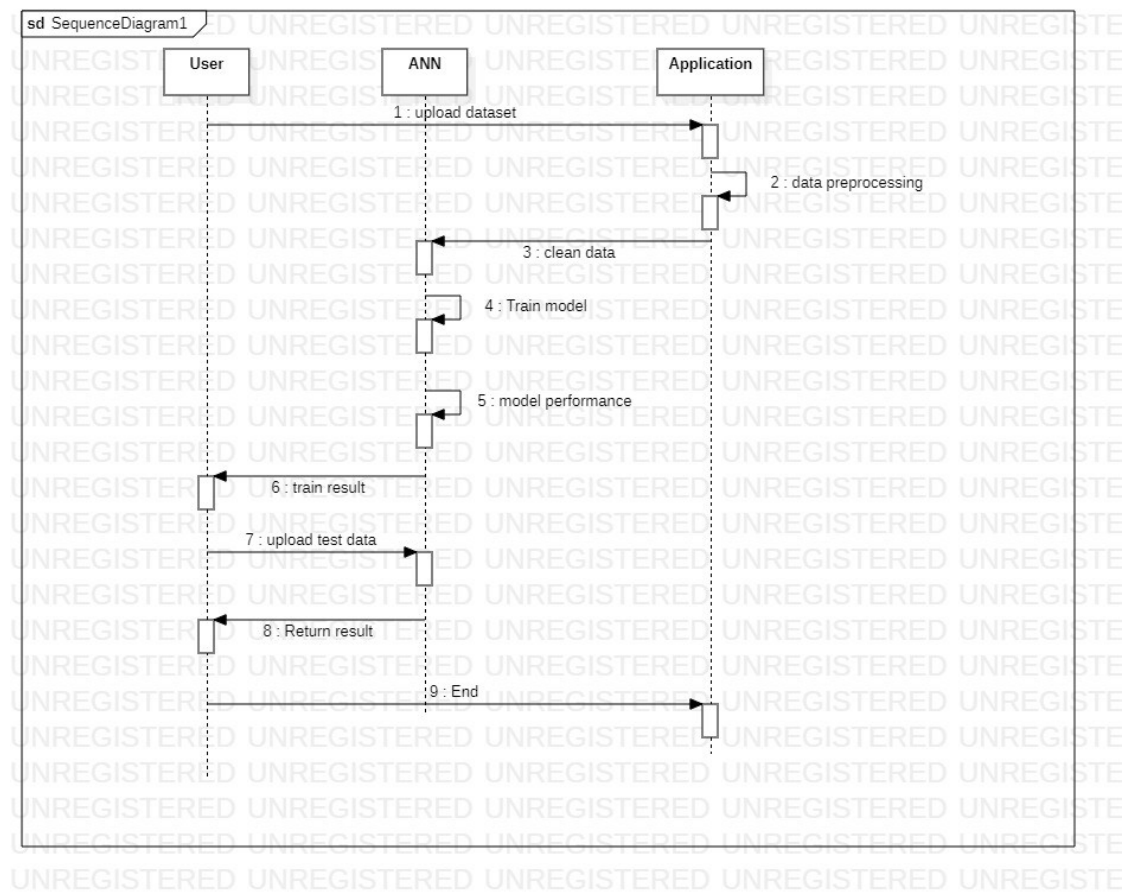 sd SequenceDiagram1
User
ANN
Application
1 : upload dataset
2 : data preprocessing
3 : clean data
4 : Train model
5 : model performance
6 : train result
7 : upload test data
8 : Return result
9 : End
UNREGISTERED